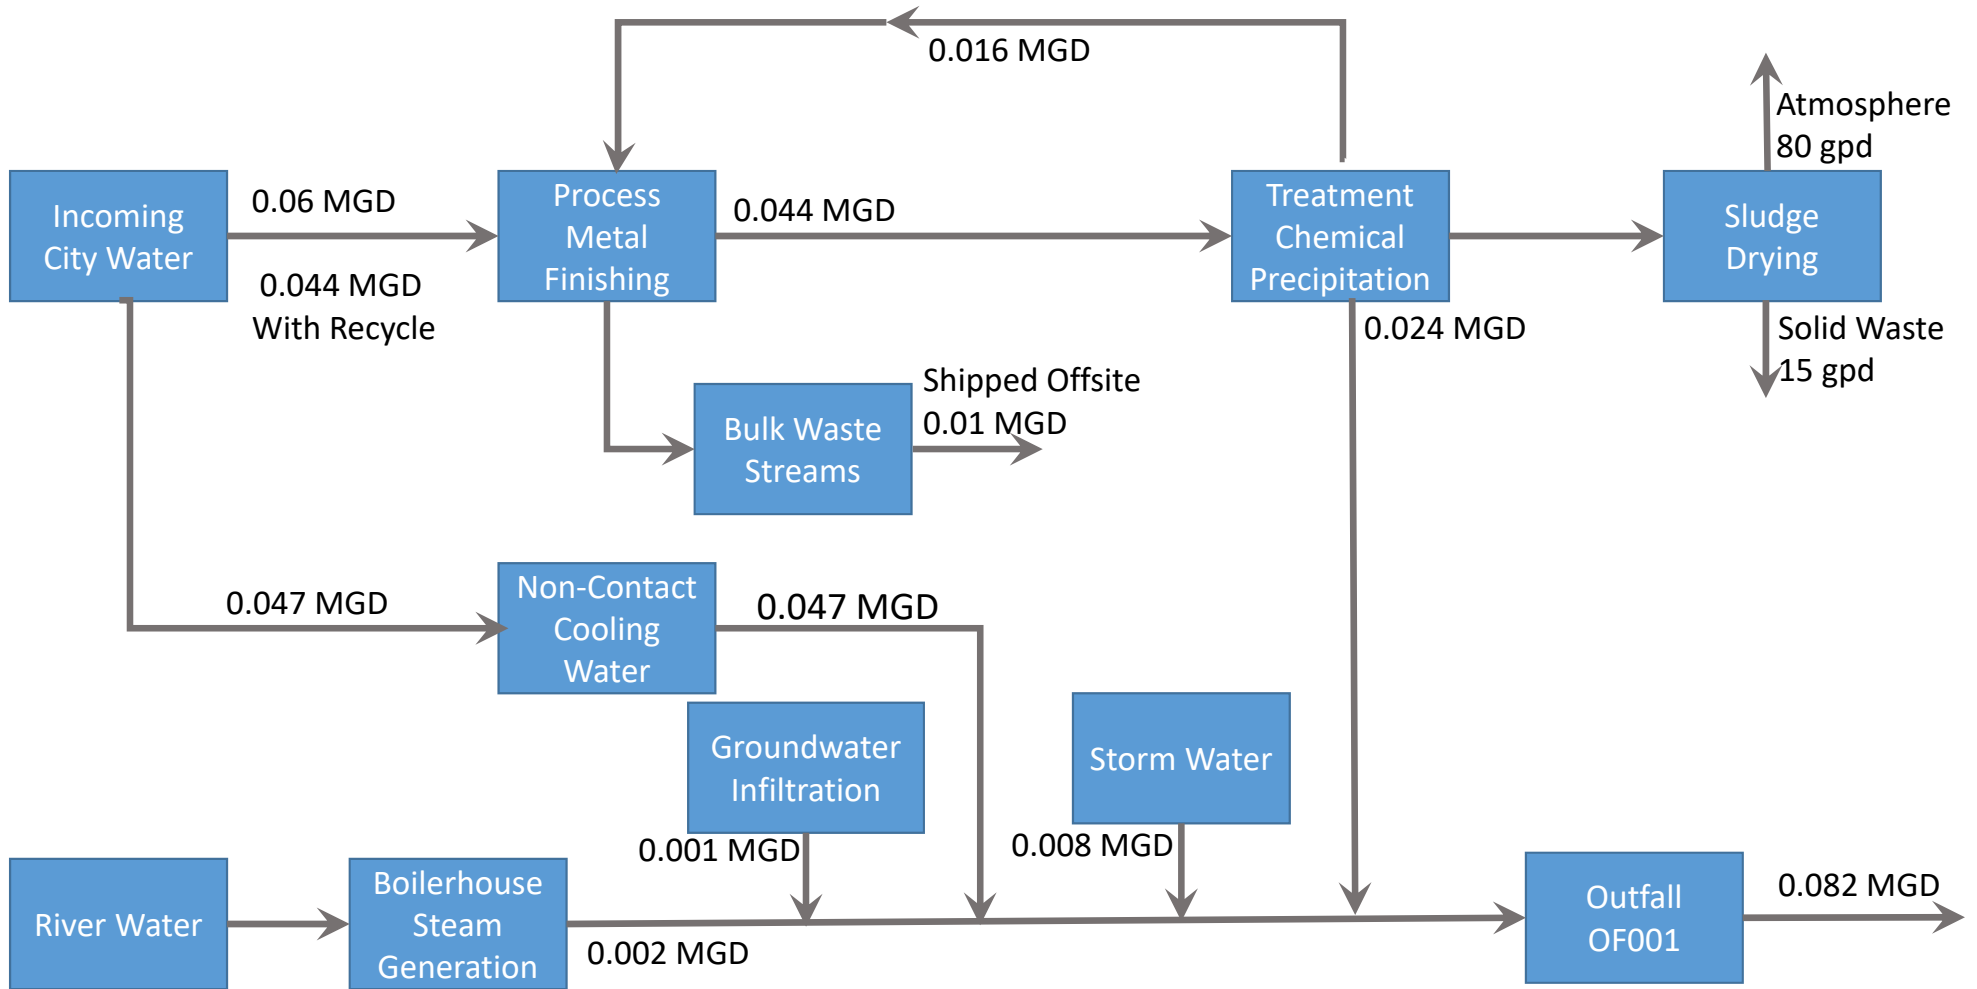 0.016 MGD
Atmosphere
80 gpd
Incoming
City Water
0.06 MGD
0.044 MGD
With Recycle
Process
Metal
Finishing
0.044 MGD
Treatment
Chemical
Precipitation
Sludge
Drying
0.024 MGD
Solid Waste
15 gpd
Bulk Waste
Streams
Shipped Offsite
0.01 MGD
0.047 MGD
Non-Contact
Cooling
Water
0.047 MGD
Groundwater
Infiltration
0.001 MGD
Storm Water
0.008 MGD
River Water
Boilerhouse
Steam
Generation
0.002 MGD
Outfall
OF001
0.082 MGD